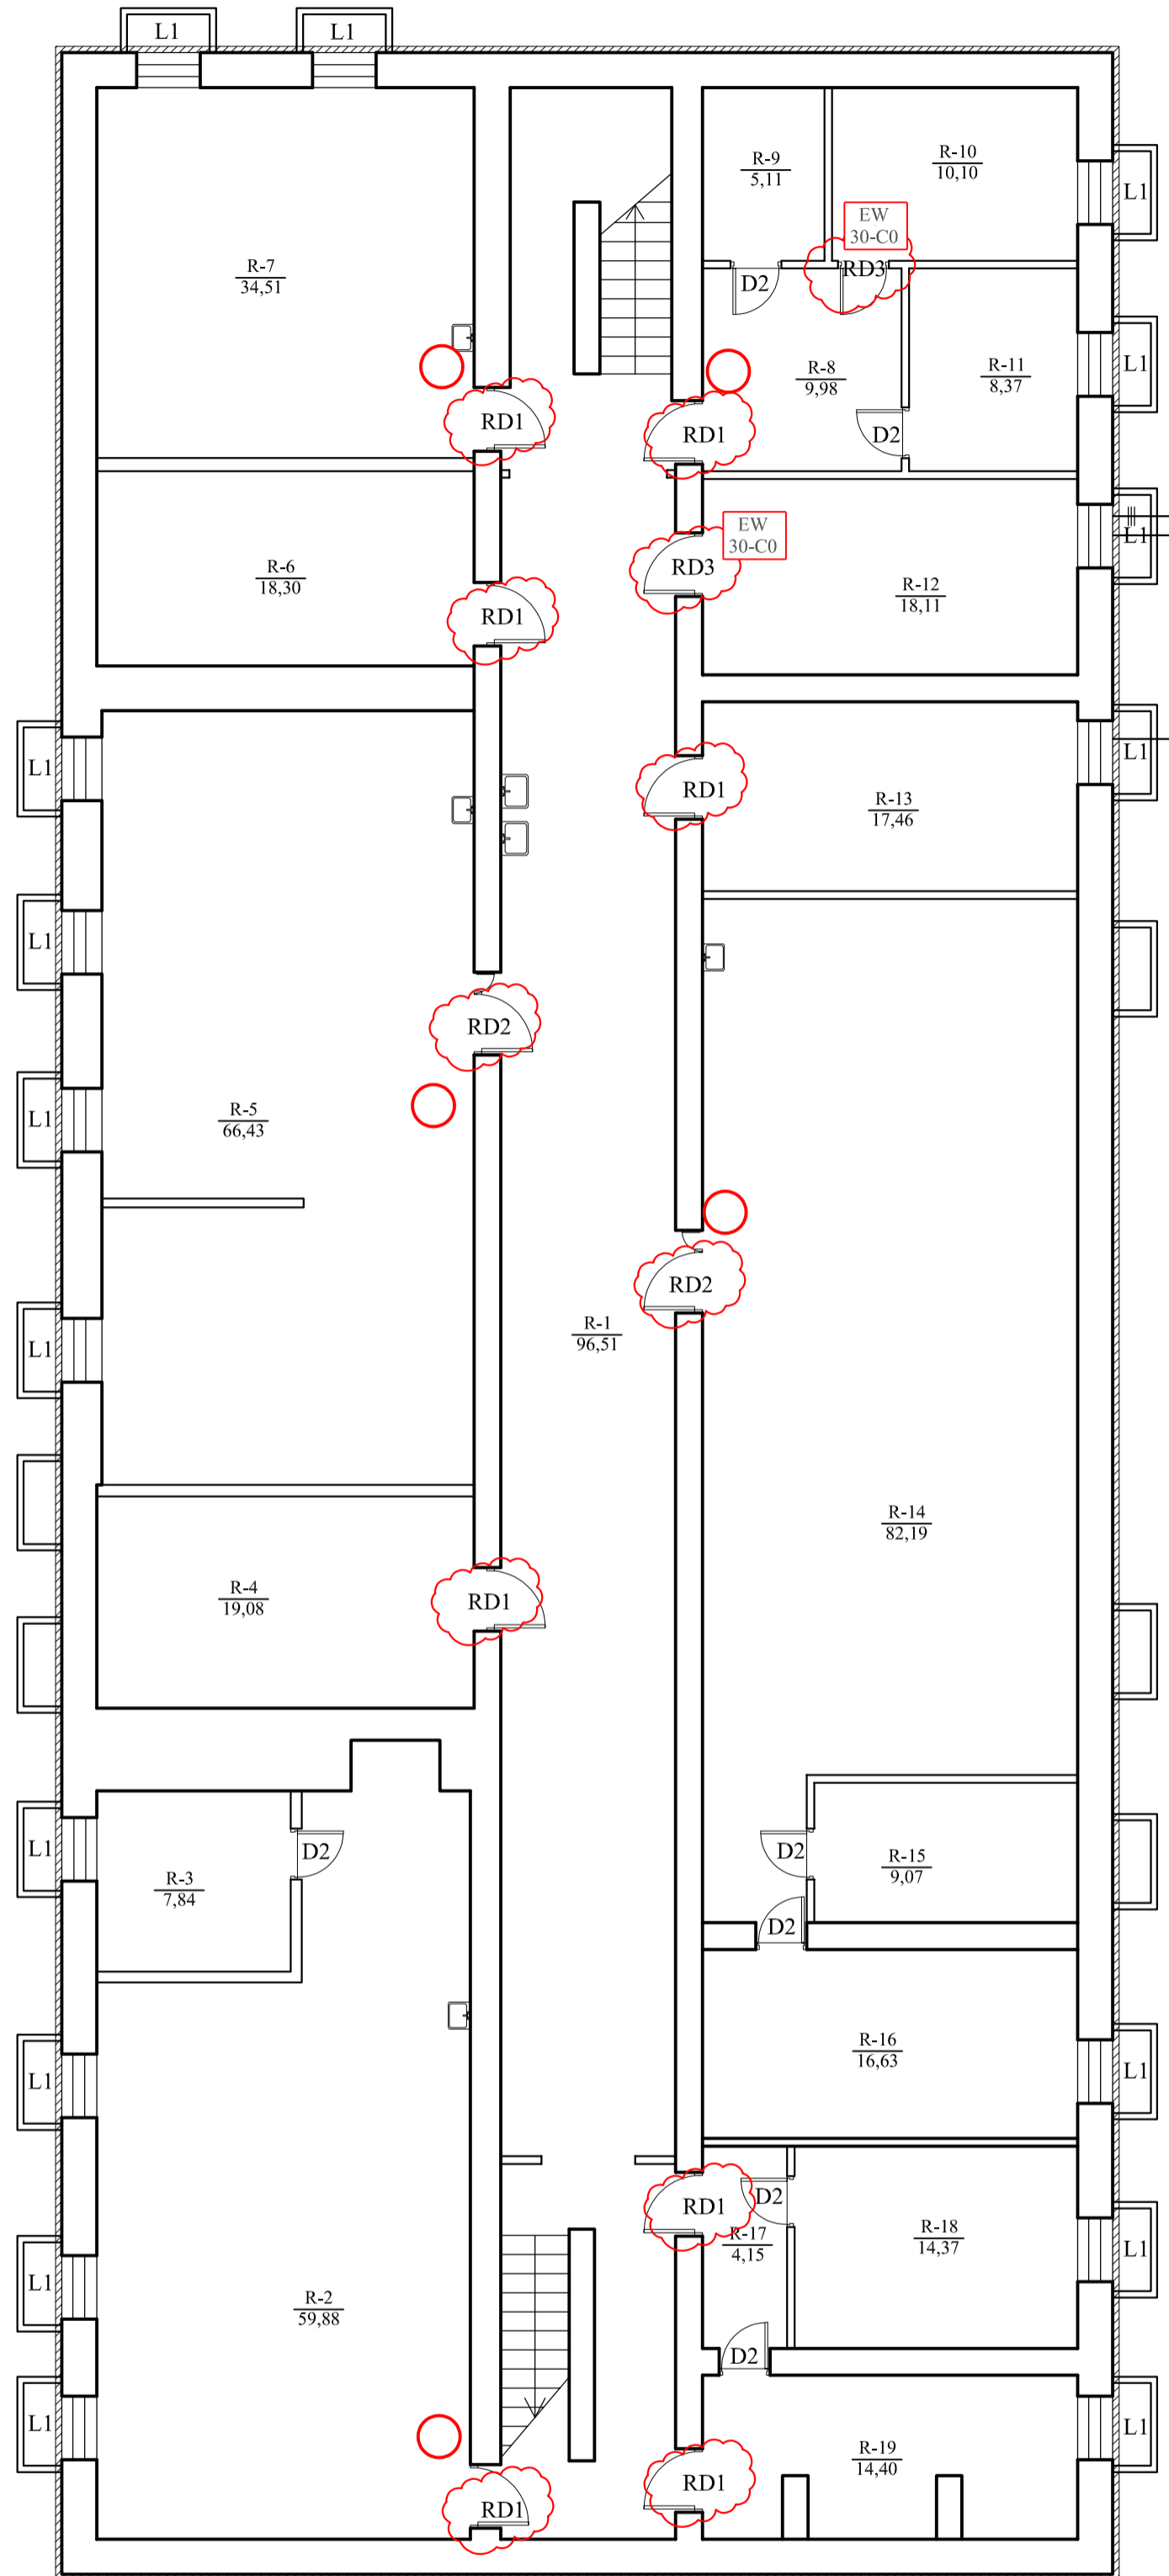 L1
L1
R-9
5,11
R-10
10,10
L1
EW
30-C0
R-7
34,51
RD3
D2
L1
R-8
9,98
R-11
8,37
RD1
RD1
D2
EW
30-C0
L1
RD3
R-6
18,30
R-12
18,11
RD1
L1
L1
RD1
R-13
17,46
L1
RD2
L1
R-5
66,43
RD2
R-1
96,51
L1
R-14
82,19
R-4
19,08
RD1
L1
D2
D2
R-15
9,07
R-3
7,84
D2
R-16
16,63
L1
L1
D2
RD1
R-17
4,15
R-18
14,37
L1
L1
R-2
59,88
D2
L1
L1
R-19
14,40
RD1
RD1